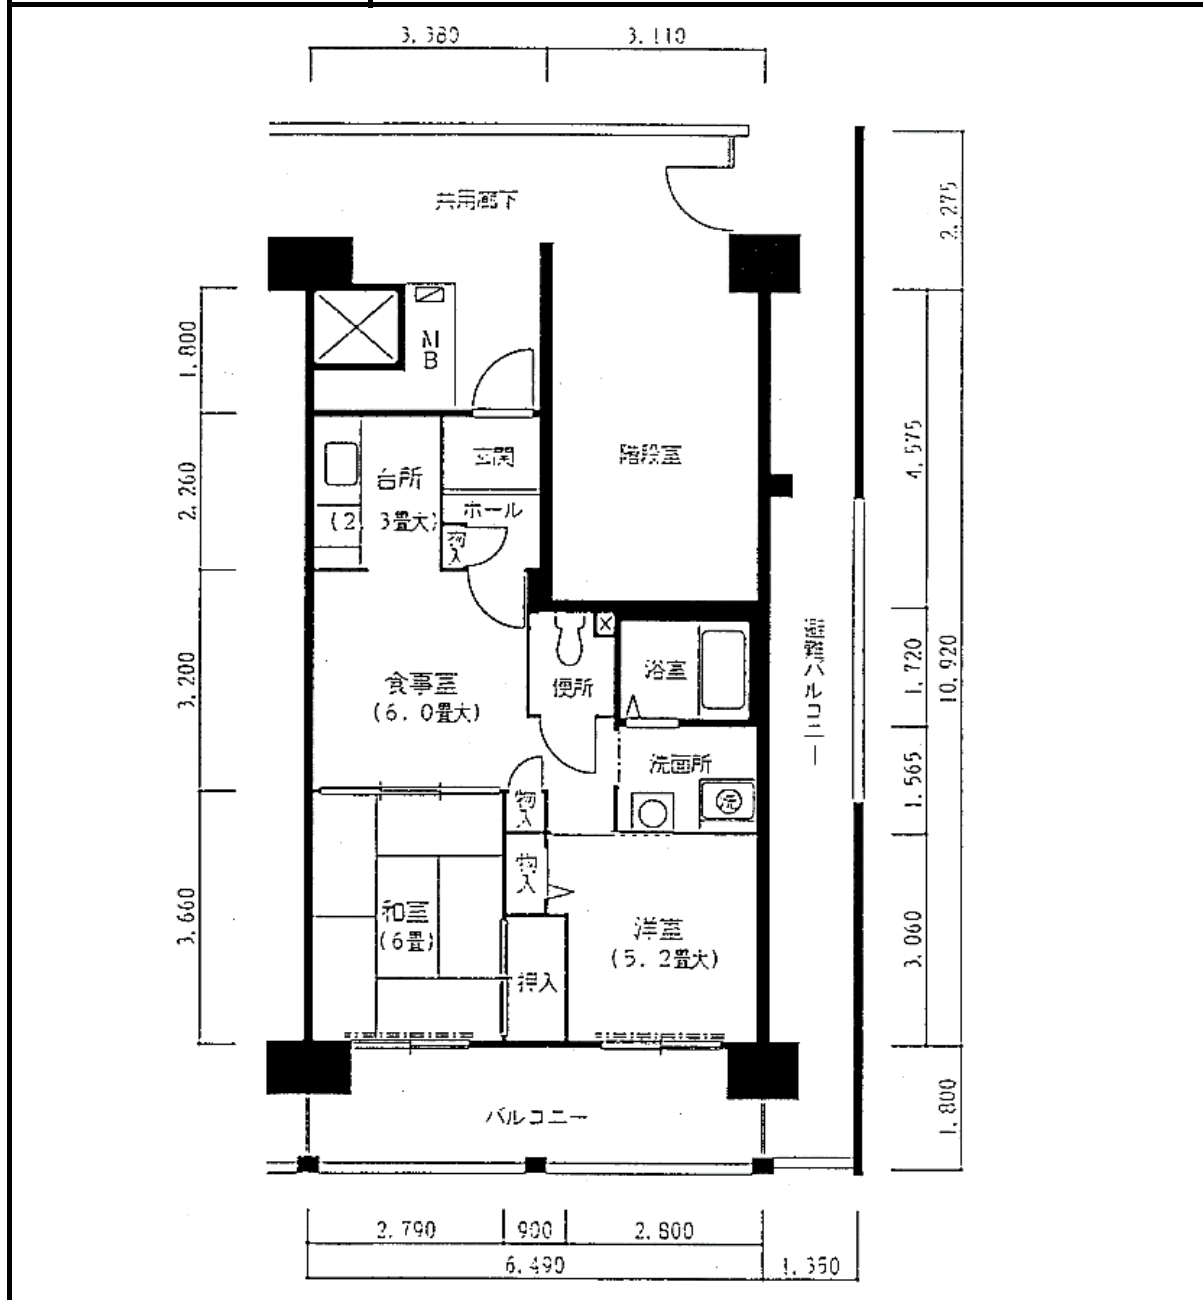 3,380
3,110
共用廊下
2,275
MB
1,800
玄関
階段室
台所
(2.3畳大)
ホール
物入
2,260
4,575
避難バルコニー
便所
浴室
食事室
(6.0畳大)
3,200
1,720
10,920
洗面所
洗
1,565
物入
物入
和室
(6畳)
押入
洋室
(5.2畳大)
3,660
3,060
バルコニー
1,800
2,790
900
2,800
6,490
1,350